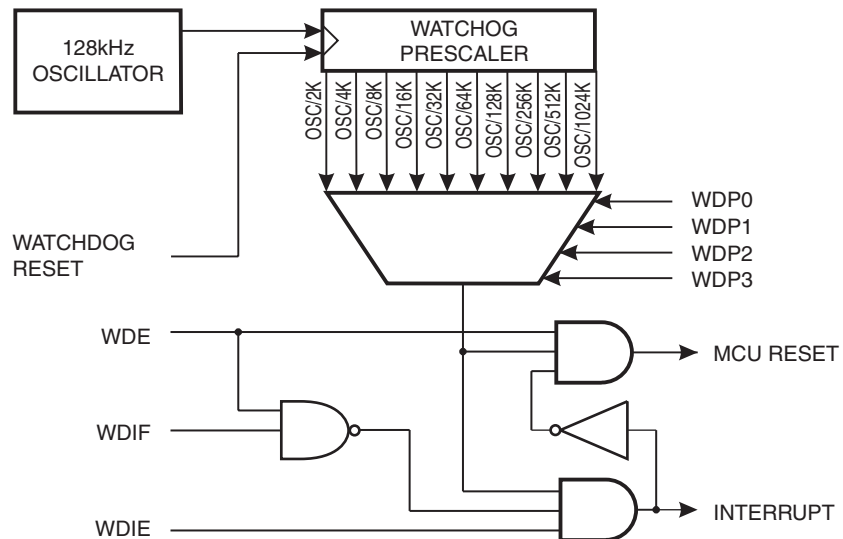 128kHz
OSCILLATOR
WATCHOG
PRESCALER
OSC/2K
OSC/4K
OSC/8K
OSC/16K
OSC/32K
OSC/64K
OSC/128K
OSC/256K
OSC/512K
OSC/1024K
WDP0
WDP1
WDP2
WDP3
WATCHDOG
RESET
WDE
MCU RESET
WDIF
INTERRUPT
WDIE